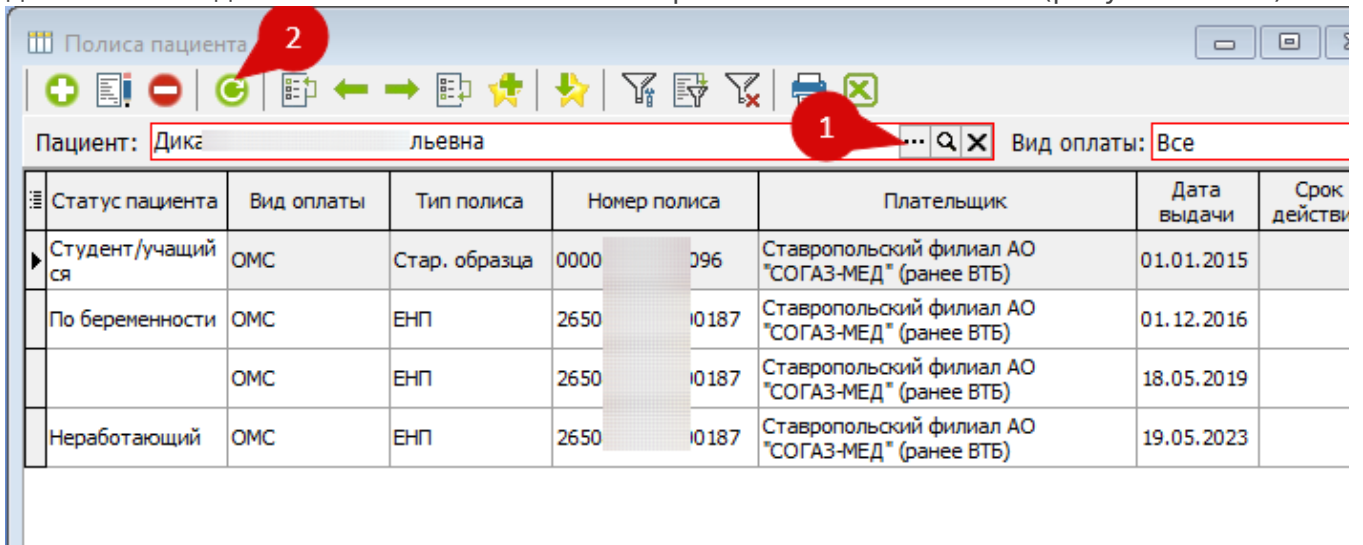 Полиса пациента
2
Пациент: Дика льевна
1
Вид оплаты: Все
Статус пациента Вид оплаты Тип полиса Номер полиса Плательщик Дата выдачи Срок
Студент/учащий
ся
ОМС Стар. образца 0000 096 Ставропольский филиал АО
"СОГАЗ-МЕД" (ранее ВТБ)
01.01.2015
По беременности ОМС ЕНП 2650 00187 Ставропольский филиал АО
"СОГАЗ-МЕД" (ранее ВТБ)
01.12.2016
ОМС ЕНП 2650 00187 Ставропольский филиал АО
"СОГАЗ-МЕД" (ранее ВТБ)
18.05.2019
Неработающий ОМС ЕНП 2650 00187 Ставропольский филиал АО
"СОГАЗ-МЕД" (ранее ВТБ)
19.05.2023